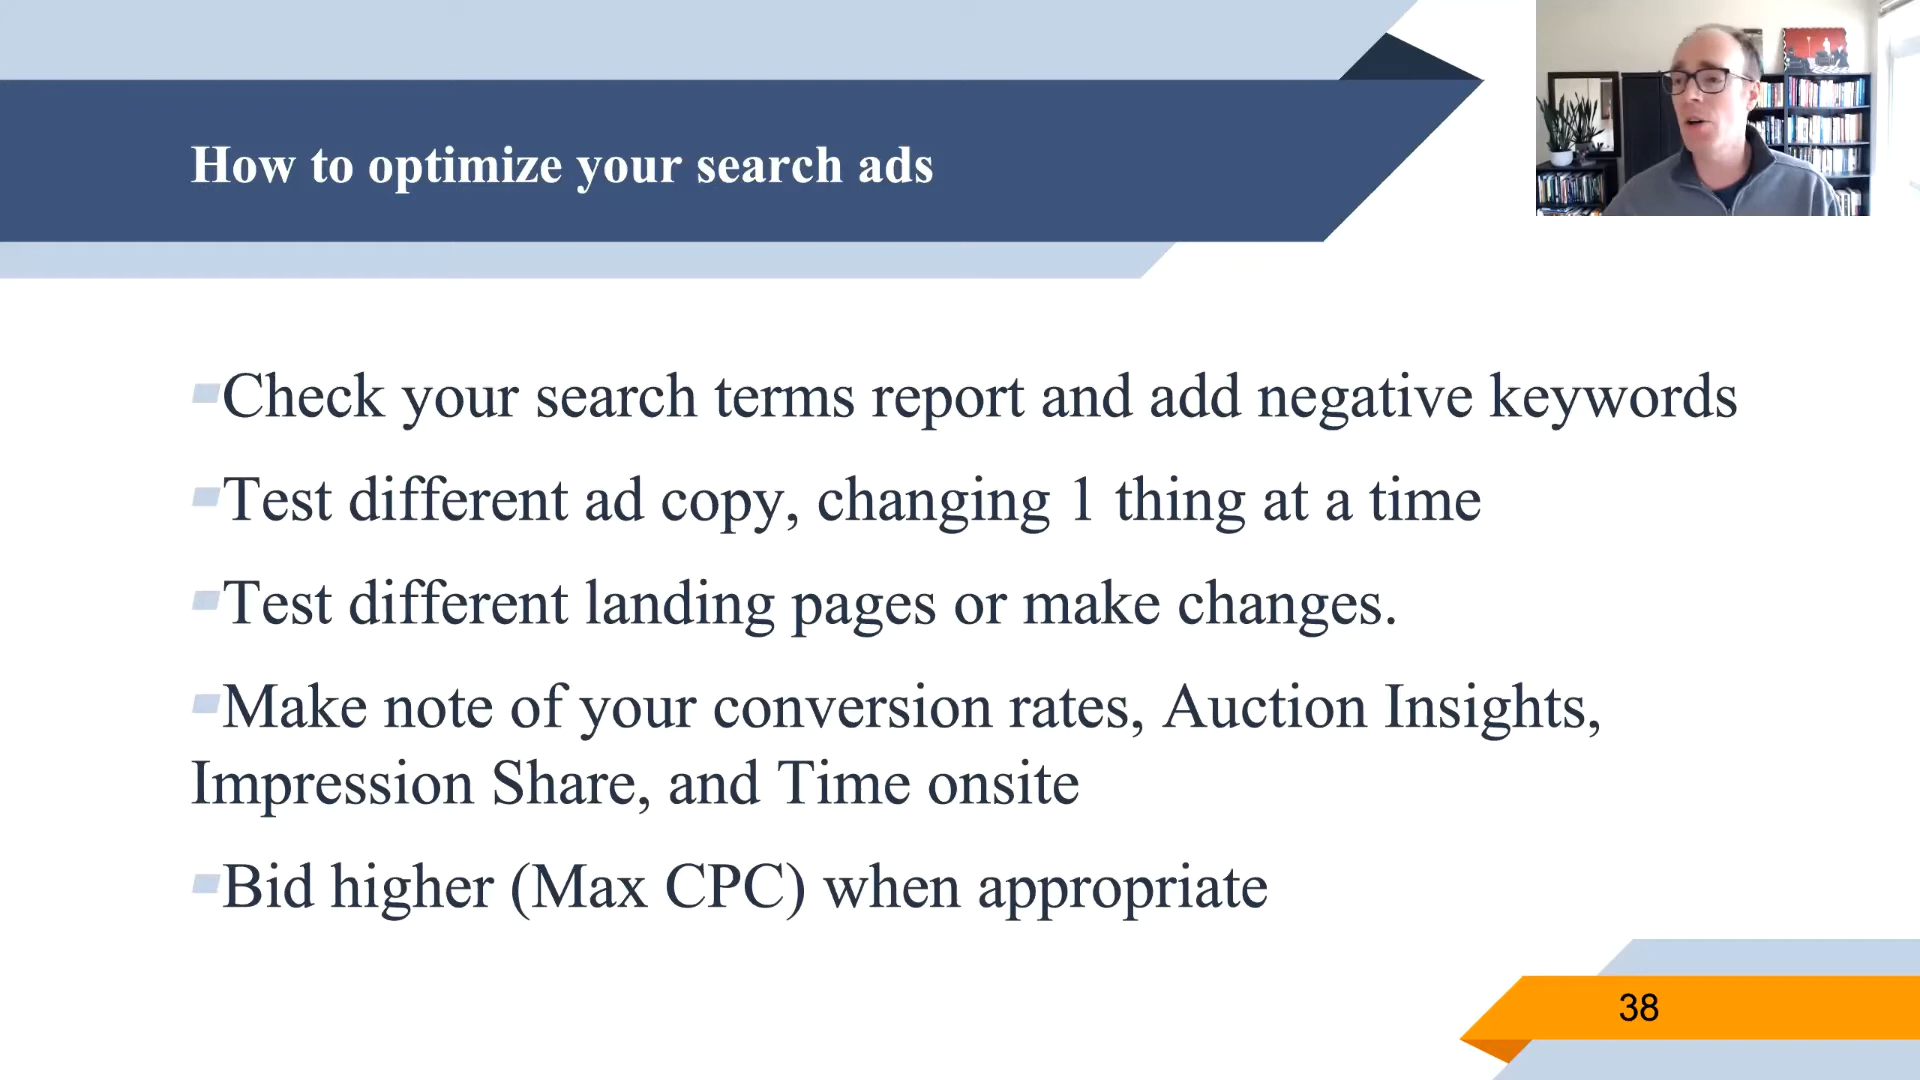 How to optimize your search ads
Check your search terms report and add negative keywords
Test different ad copy, changing 1 thing at a time
Test different landing pages or make changes.
Make note of your conversion rates, Auction Insights,
Impression Share, and Time onsite
Bid higher (Max CPC) when appropriate
38